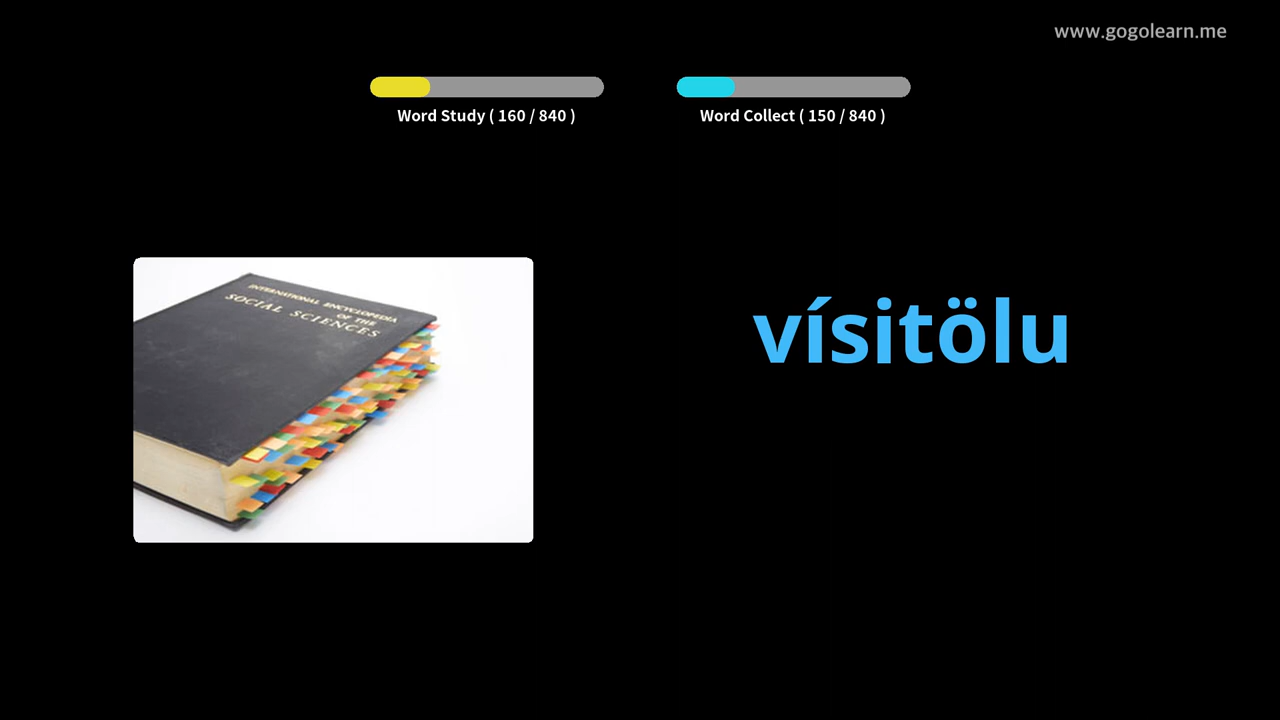 www.gogolearn.me
Word Study ( 160 / 840 )
Word Collect ( 150 / 840 )
INTERNATIONAL ENCYCLOPEDIA
OF THE
SOCIAL SCIENCES
vísitölu